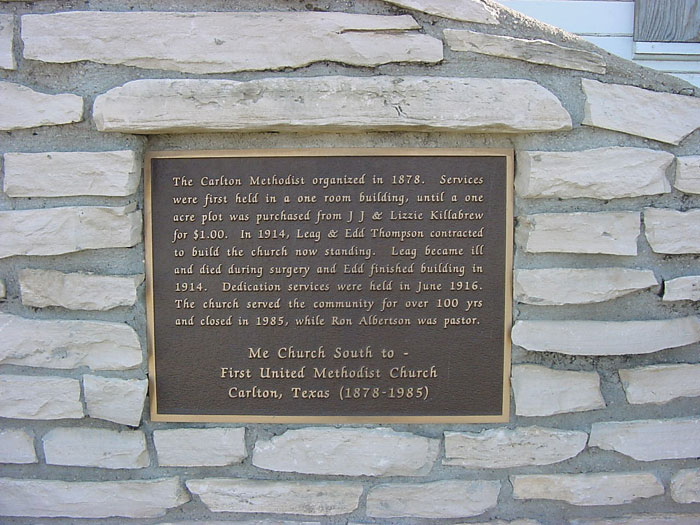 The Carlton Methodist organized in 1878. Services
were first held in a one room building, until a one
acre plot was purchased from J J & Lizzie Killabrew
for $1.00. In 1914, Leag & Edd Thompson contracted
to build the church now standing. Leag became ill
and died during surgery and Edd finished building in
1914. Dedication services were held in June 1916.
The church served the community for over 100 yrs
and closed in 1985, while Ron Albertson was pastor.
Me Church South to -
First United Methodist Church
Carlton, Texas (1878-1985)